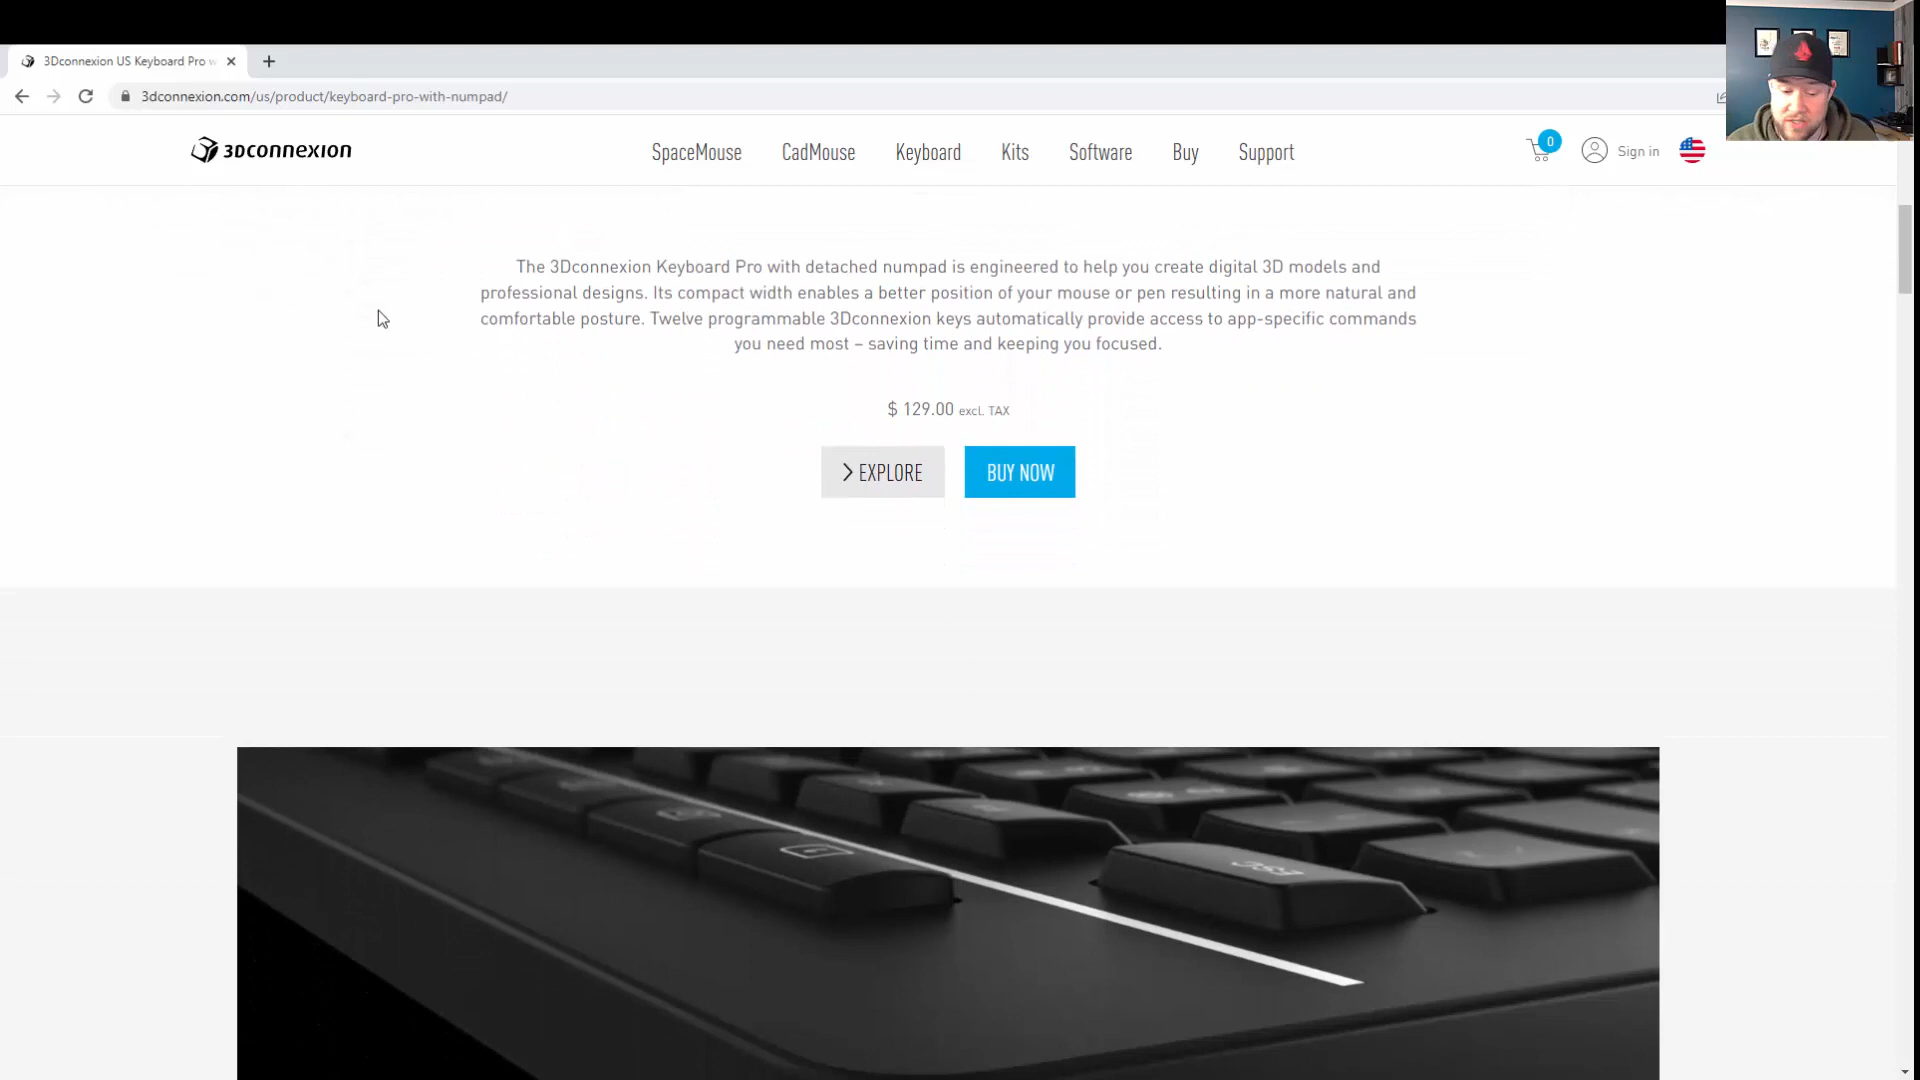 3Dconnexion US Keyboard Pro w
3dconnexion.com/us/product/keyboard-pro-with-numpad/
3Dconnexion
SpaceMouse
CadMouse
Keyboard
Kits
Software
Buy
Support
0
Sign in
The 3Dconnexion Keyboard Pro with detached numpad is engineered to help you create digital 3D models and
professional designs. Its compact width enables a better position of your mouse or pen resulting in a more natural and
comfortable posture. Twelve programmable 3Dconnexion keys automatically provide access to app-specific commands
you need most – saving time and keeping you focused.
$ 129.00 excl. TAX
EXPLORE
BUY NOW
ESC